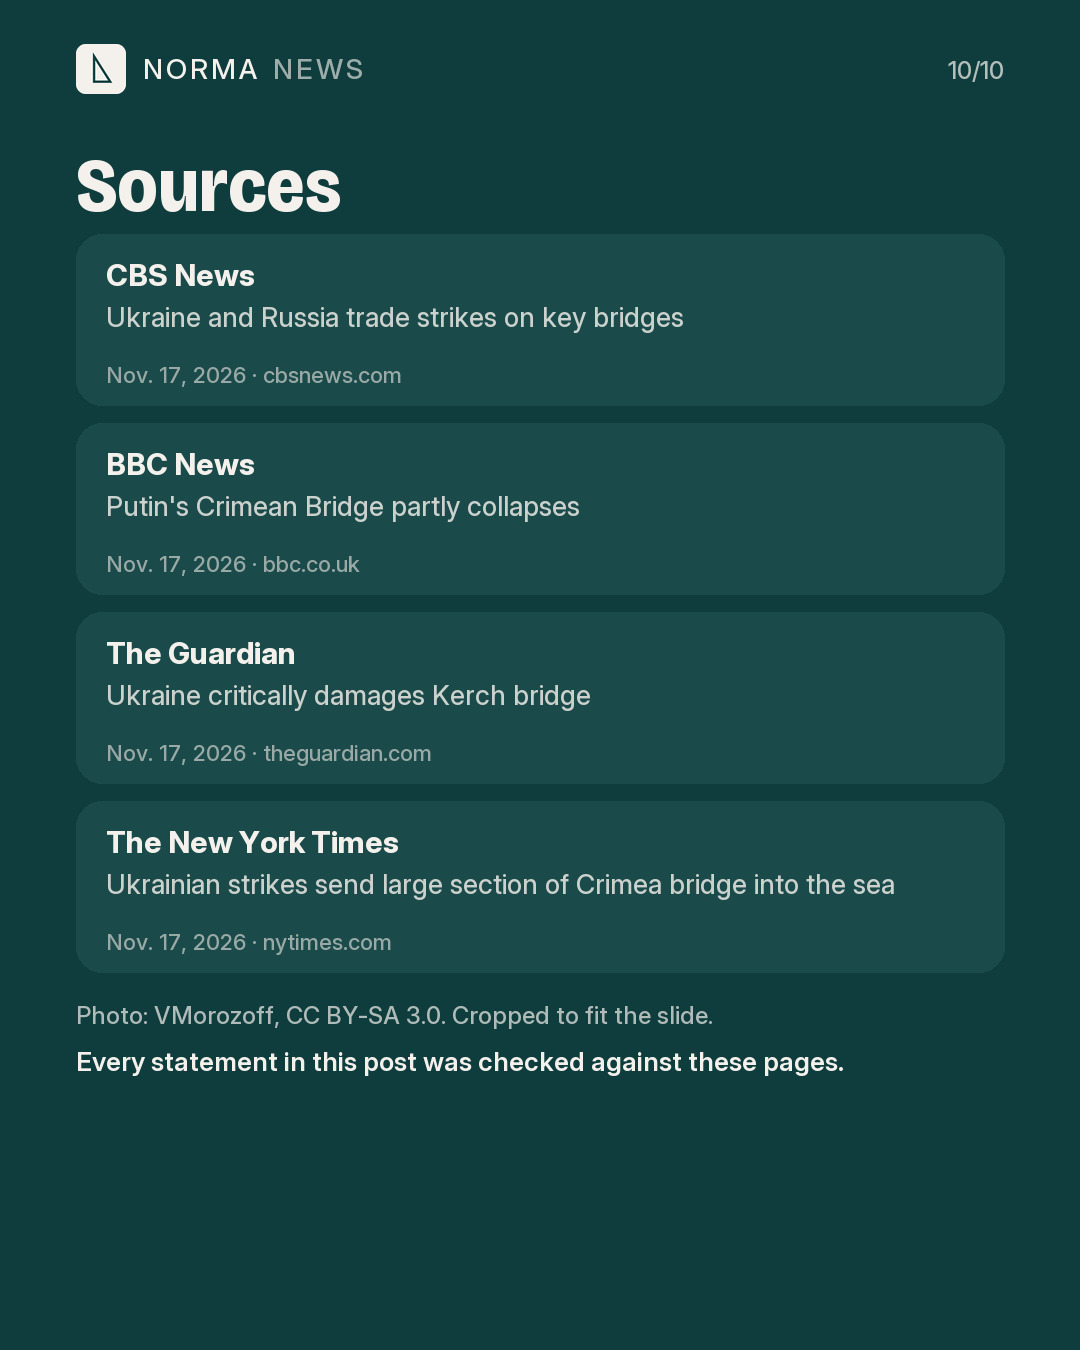 NORMA NEWS
10/10
Sources
CBS News
Ukraine and Russia trade strikes on key bridges
Nov. 17, 2026 · cbsnews.com
BBC News
Putin's Crimean Bridge partly collapses
Nov. 17, 2026 · bbc.co.uk
The Guardian
Ukraine critically damages Kerch bridge
Nov. 17, 2026 · theguardian.com
The New York Times
Ukrainian strikes send large section of Crimea bridge into the sea
Nov. 17, 2026 · nytimes.com
Photo: VMorozoff, CC BY-SA 3.0. Cropped to fit the slide.
Every statement in this post was checked against these pages.